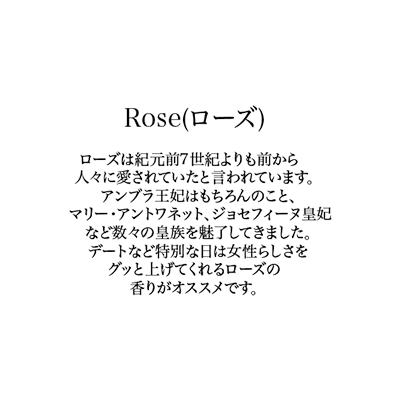 Rose(ローズ)
ローズは紀元前7世紀よりも前から
人々に愛されていたと言われています。
アンブラ王妃はもちろんのこと、
マリー・アントワネット、ジョセフィーヌ皇妃
など数々の皇族を魅了してきました。
デートなど特別な日は女性らしさを
グッと上げてくれるローズの
香りがオススメです。